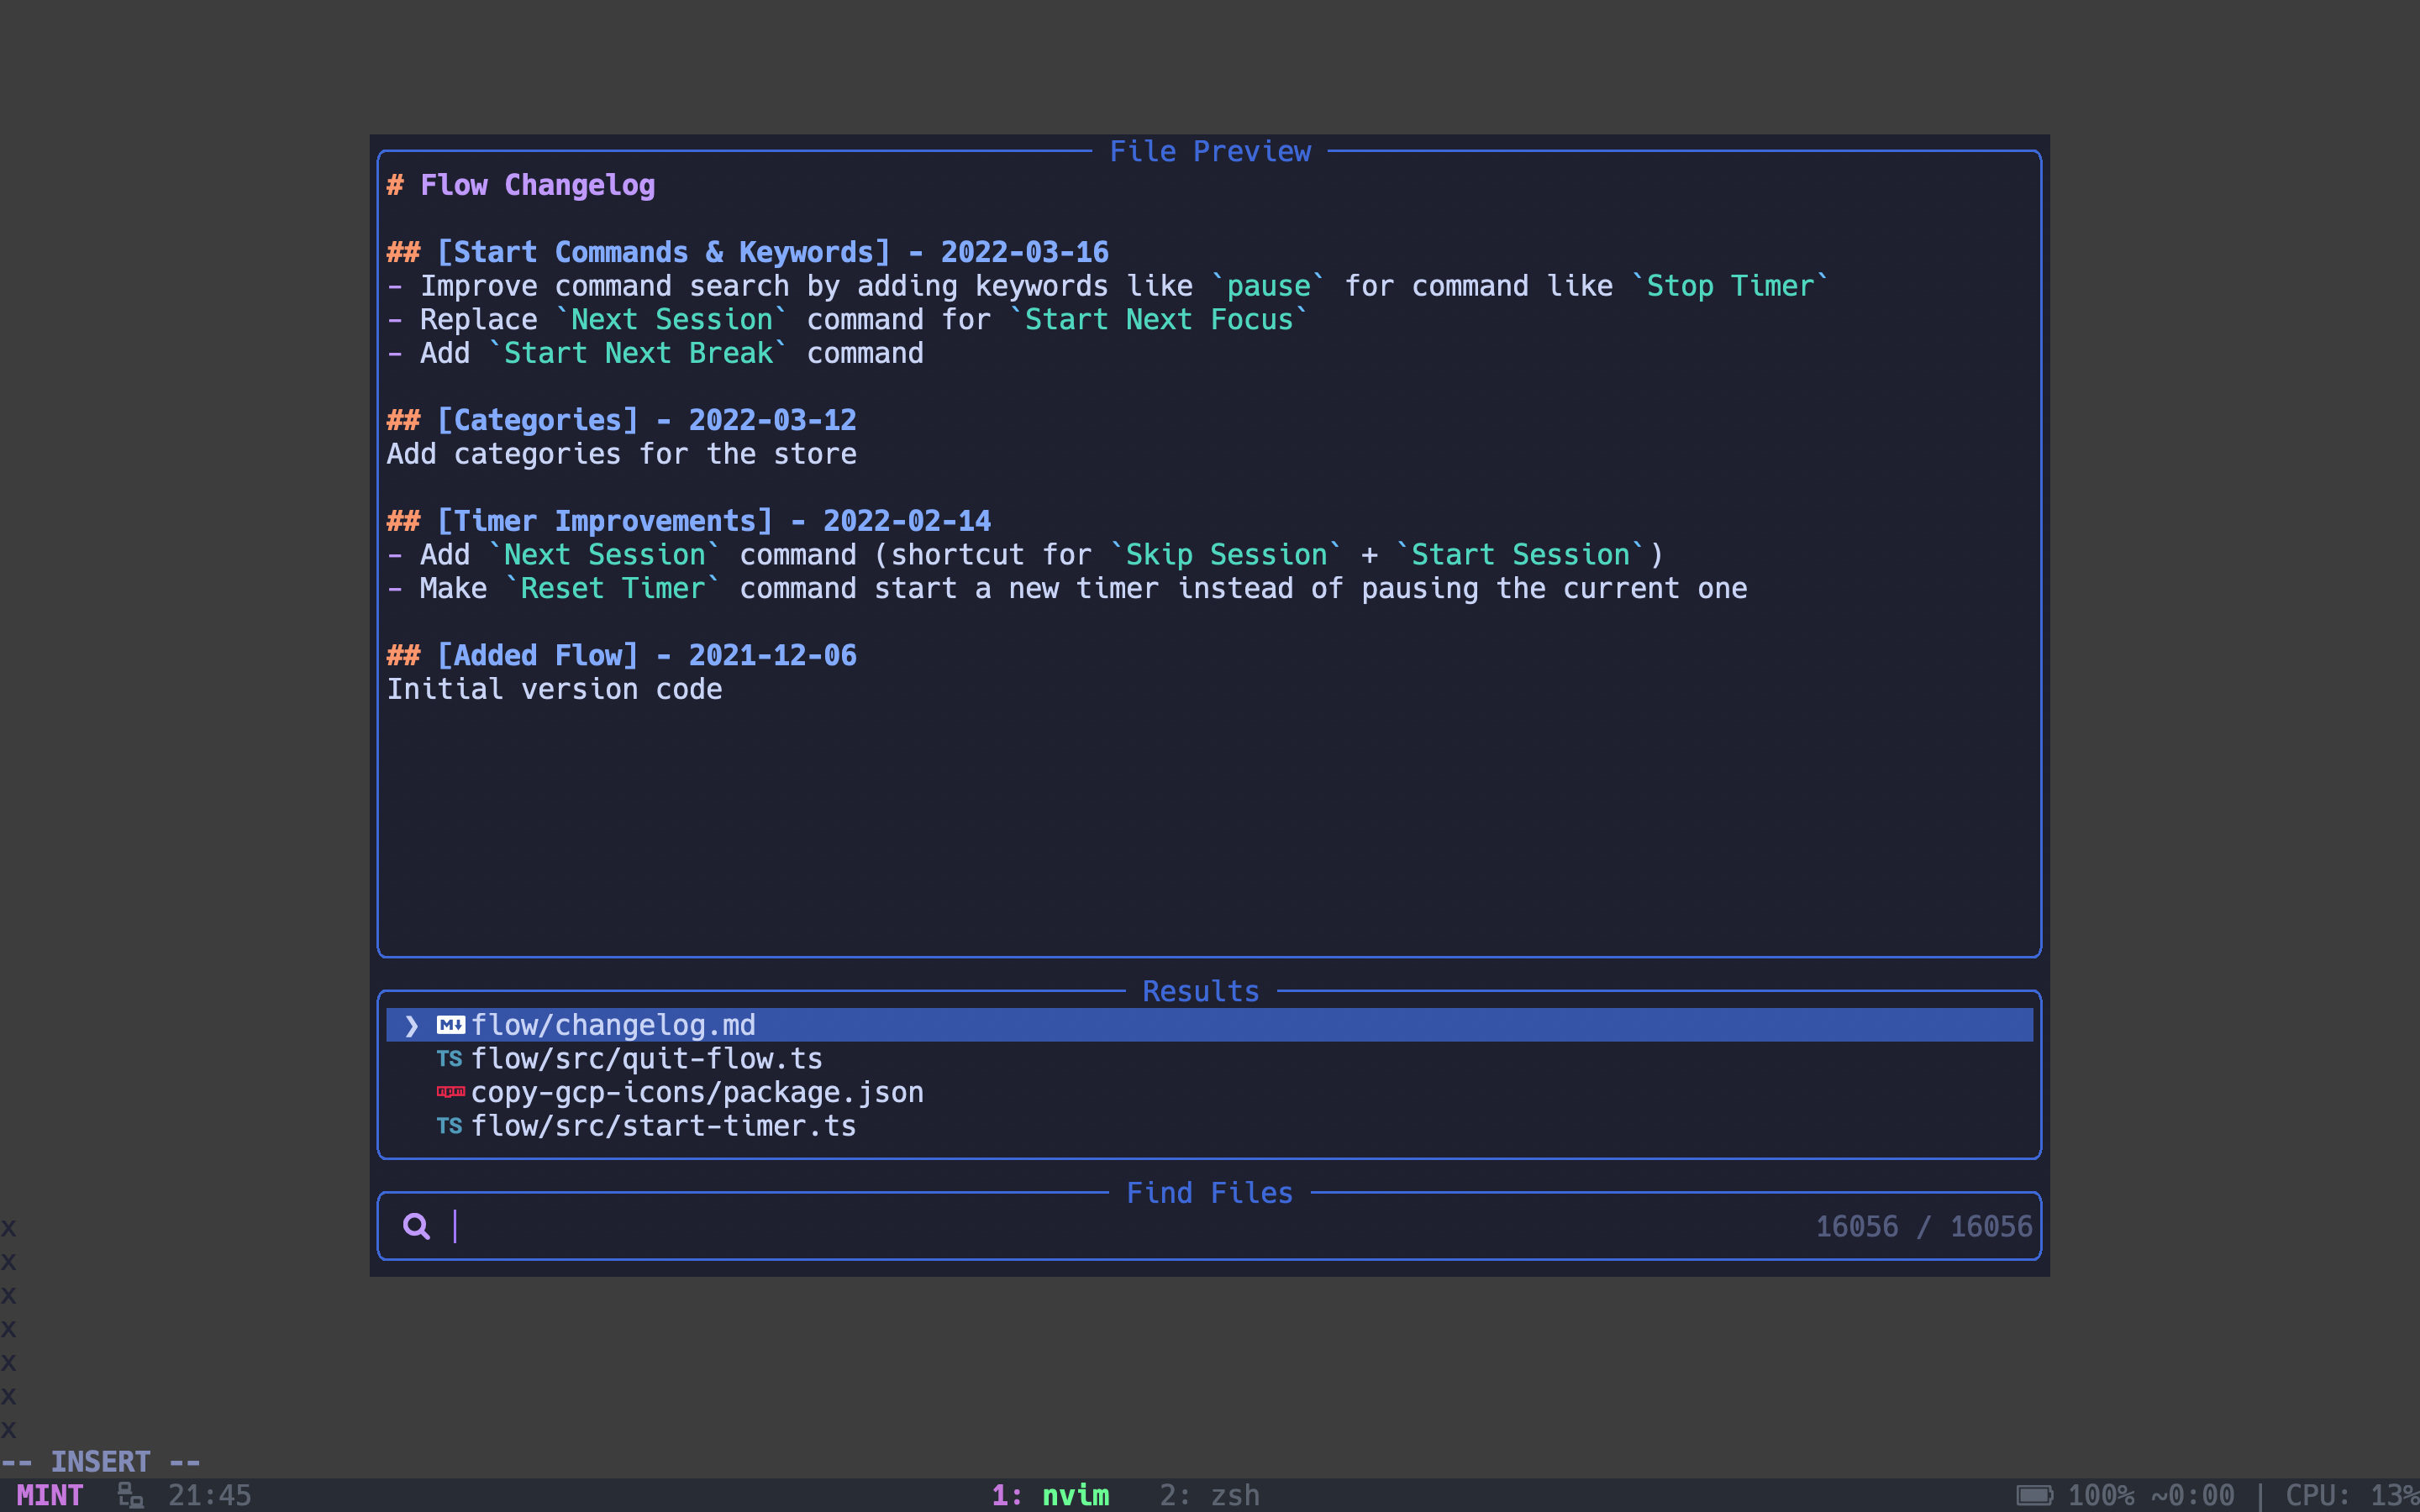 File Preview
# Flow Changelog
## [Start Commands & Keywords] - 2022-03-16
- Improve command search by adding keywords like `pause` for command like `Stop Timer`
- Replace `Next Session` command for `Start Next Focus`
- Add `Start Next Break` command
## [Categories] - 2022-03-12
Add categories for the store
## [Timer Improvements] - 2022-02-14
- Add `Next Session` command (shortcut for `Skip Session` + `Start Session`)
- Make `Reset Timer` command start a new timer instead of pausing the current one
## [Added Flow] - 2021-12-06
Initial version code
Results
❯ M↓ flow/changelog.md
TS flow/src/quit-flow.ts
npm copy-gcp-icons/package.json
TS flow/src/start-timer.ts
Find Files
16056 / 16056
x
x
x
x
x
x
x
-- INSERT --
MINT 21:45 1: nvim 2: zsh 100% ~0:00 | CPU: 13%